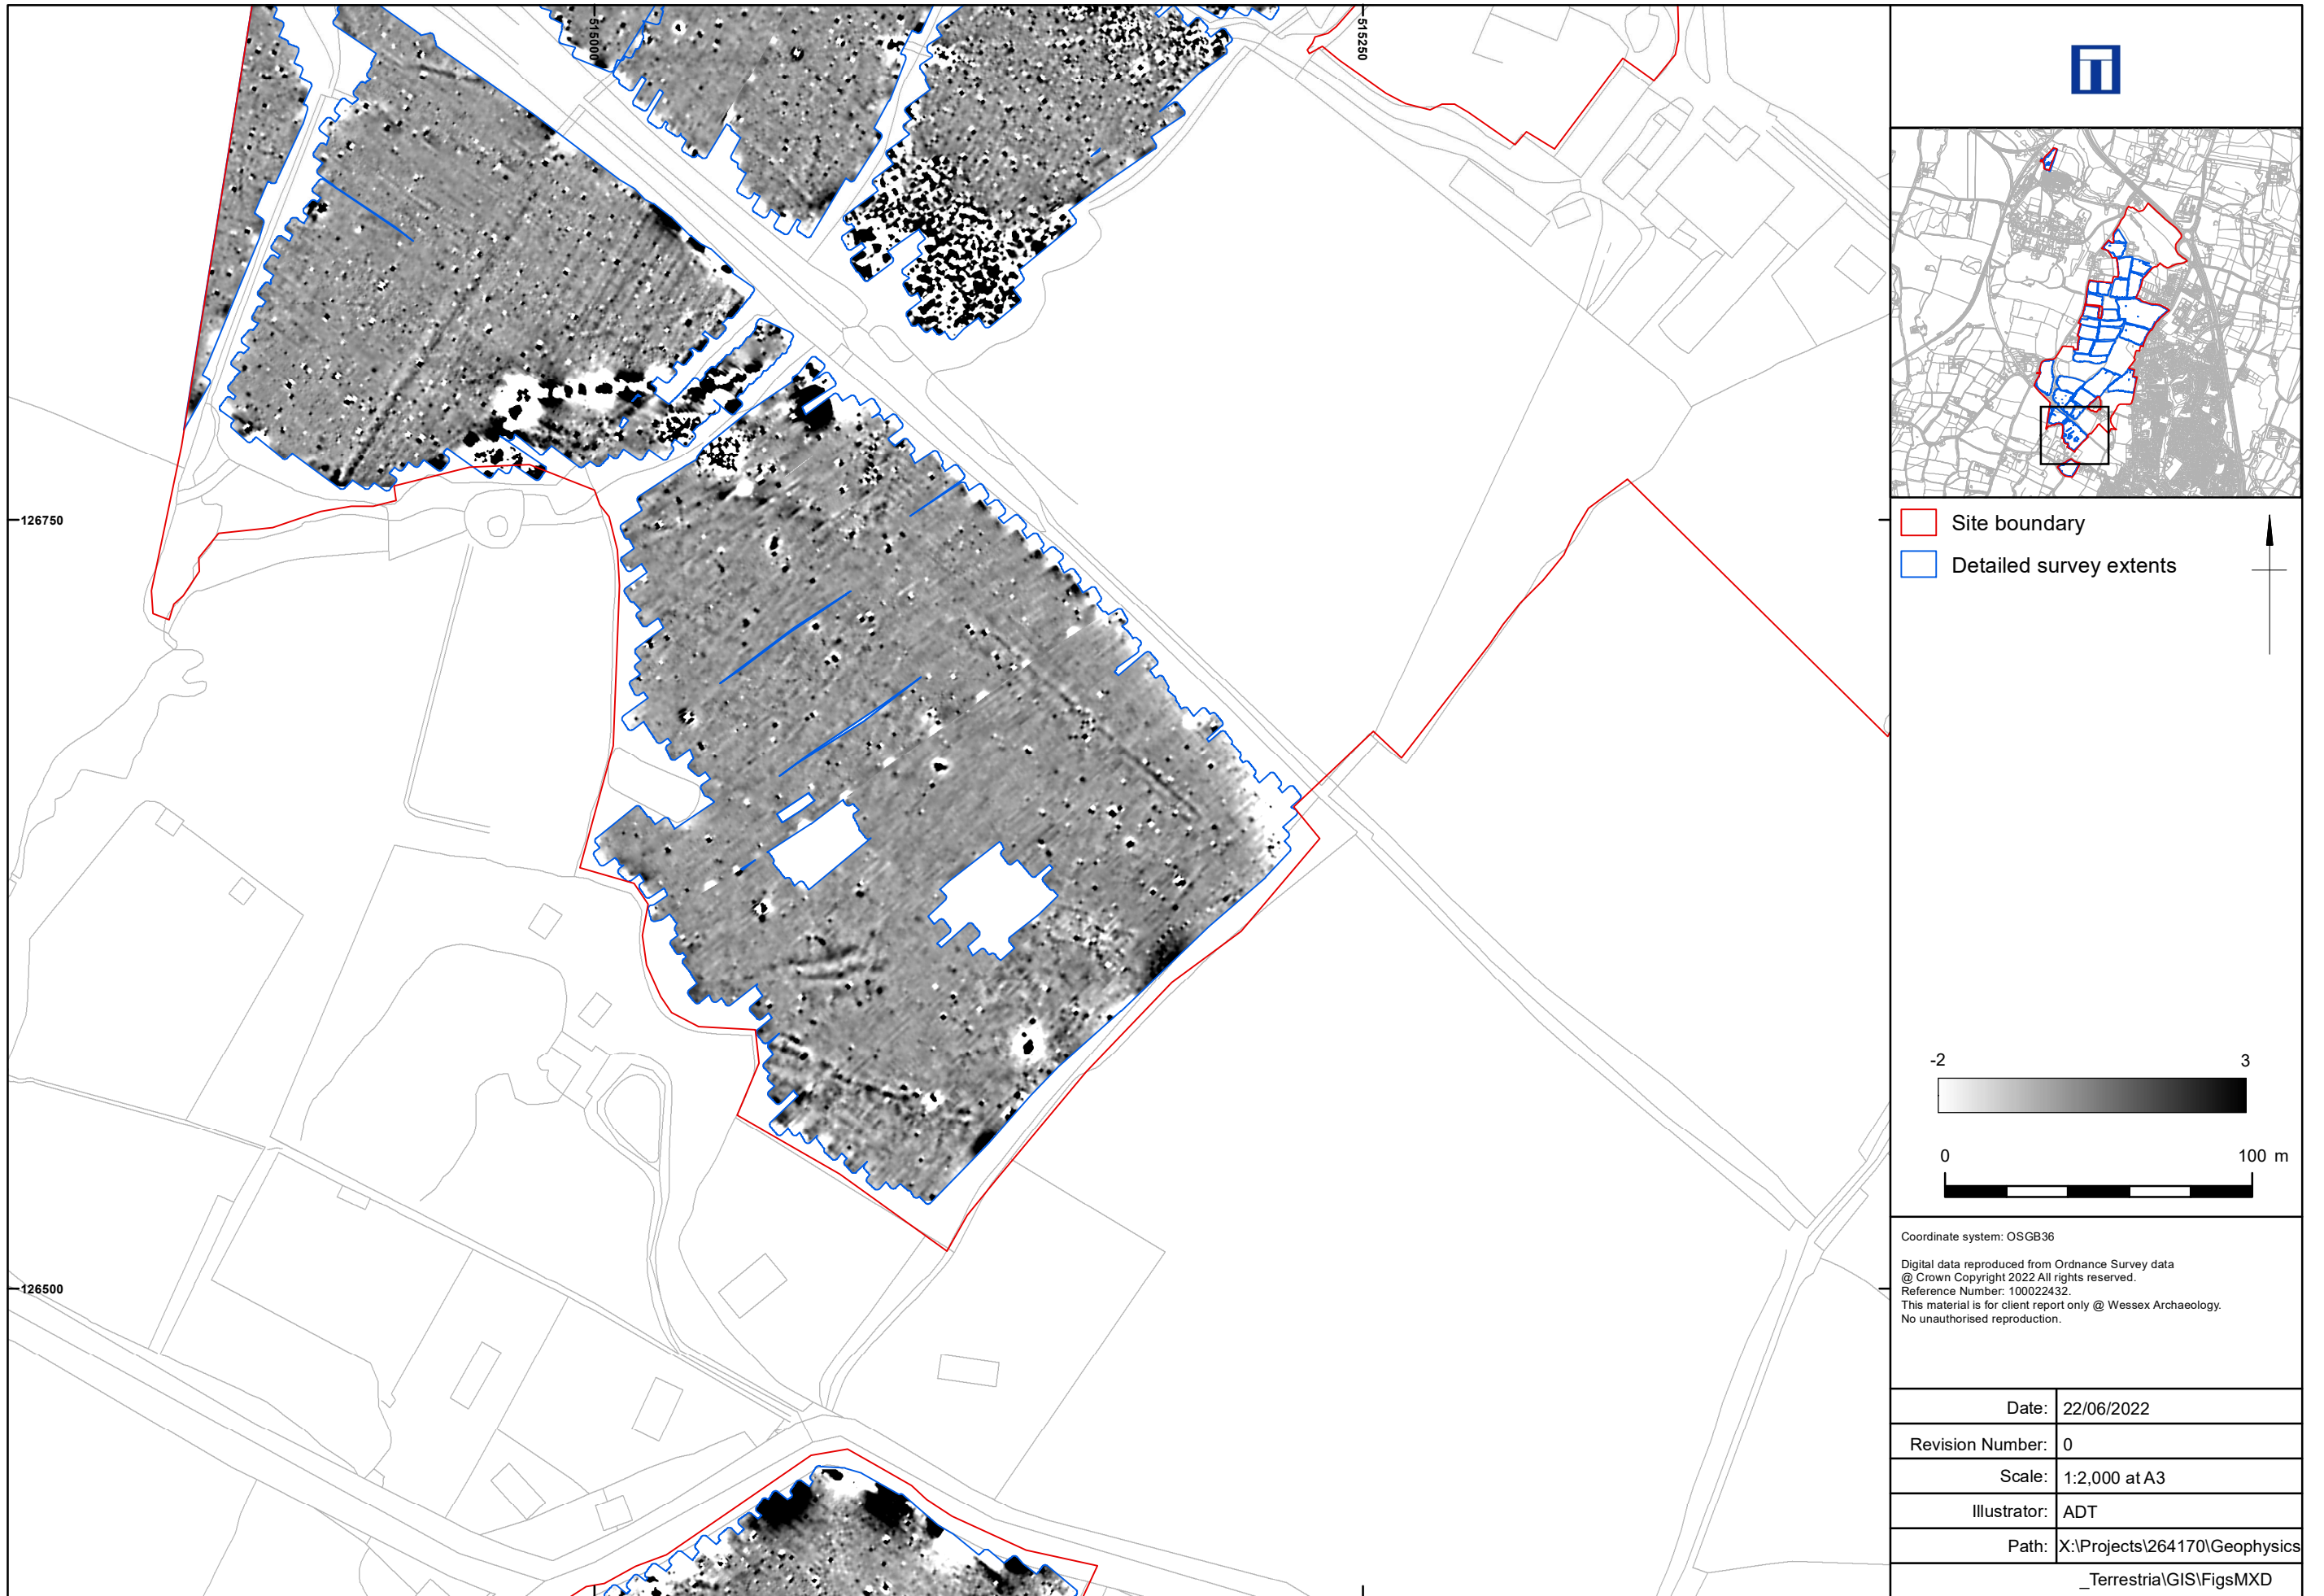 515000
515250
126750
126500
Site boundary
Detailed survey extents
-2 3
0 100 m
Coordinate system: OSGB36
Digital data reproduced from Ordnance Survey data
@ Crown Copyright 2022 All rights reserved.
Reference Number: 100022432.
This material is for client report only @ Wessex Archaeology.
No unauthorised reproduction.
Date: 22/06/2022
Revision Number: 0
Scale: 1:2,000 at A3
Illustrator: ADT
Path: X:\Projects\264170\Geophysics
_Terrestria\GIS\FigsMXD